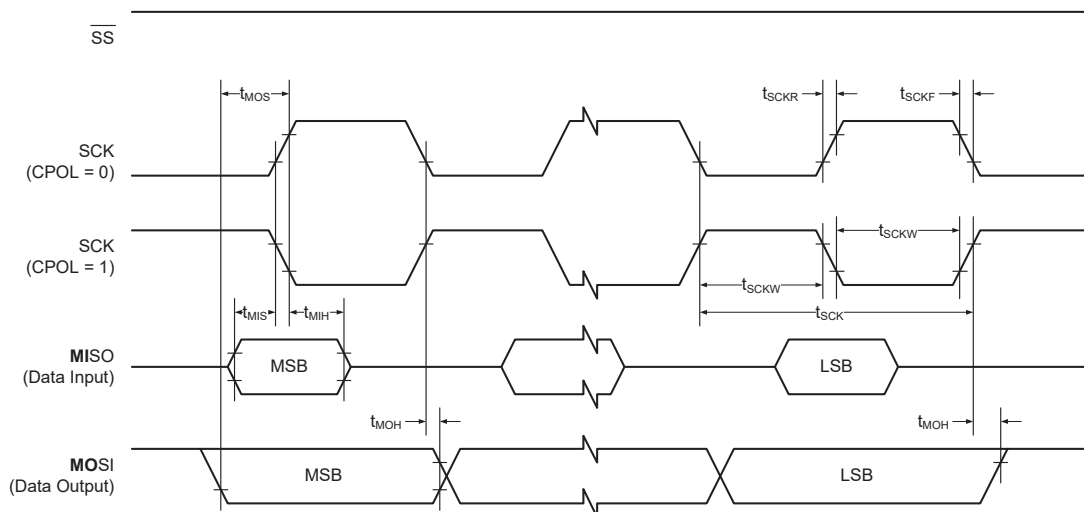 SS
tMOS
tSCKR
tSCKF
SCK
(CPOL = 0)
SCK
(CPOL = 1)
tSCKW
tSCKW
tSCK
tMIS
tMIH
MISO
(Data Input)
MSB
LSB
tMOH
tMOH
MOSI
(Data Output)
MSB
LSB